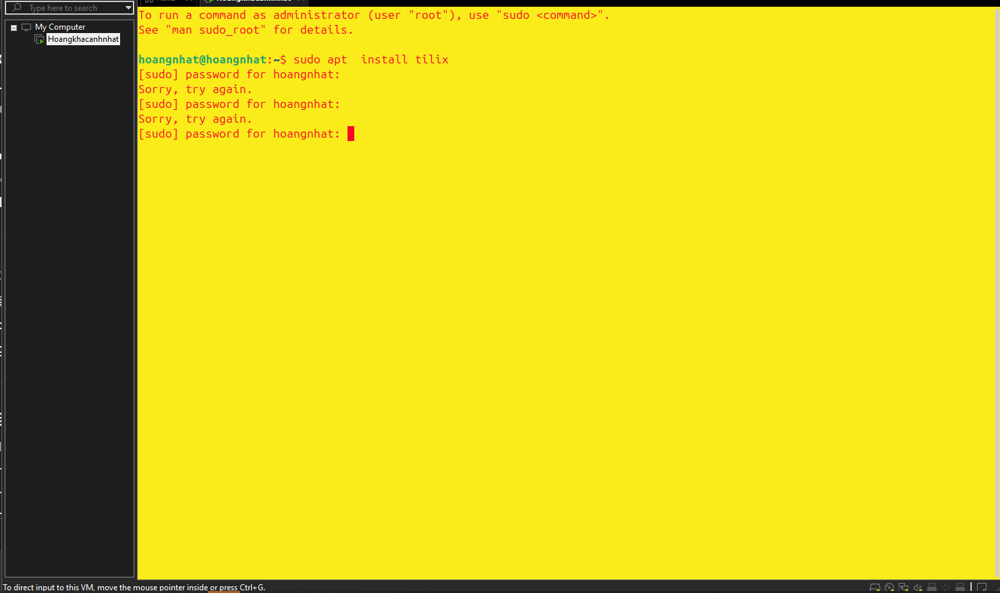 Type here to search
My Computer
Hoangkhacanhnhat
To run a command as administrator (user "root"), use "sudo <command>".
See "man sudo_root" for details.
hoangnhat@hoangnhat:~$ sudo apt  install tilix
[sudo] password for hoangnhat:
Sorry, try again.
[sudo] password for hoangnhat:
Sorry, try again.
[sudo] password for hoangnhat:
To direct input to this VM, move the mouse pointer inside or press Ctrl+G.